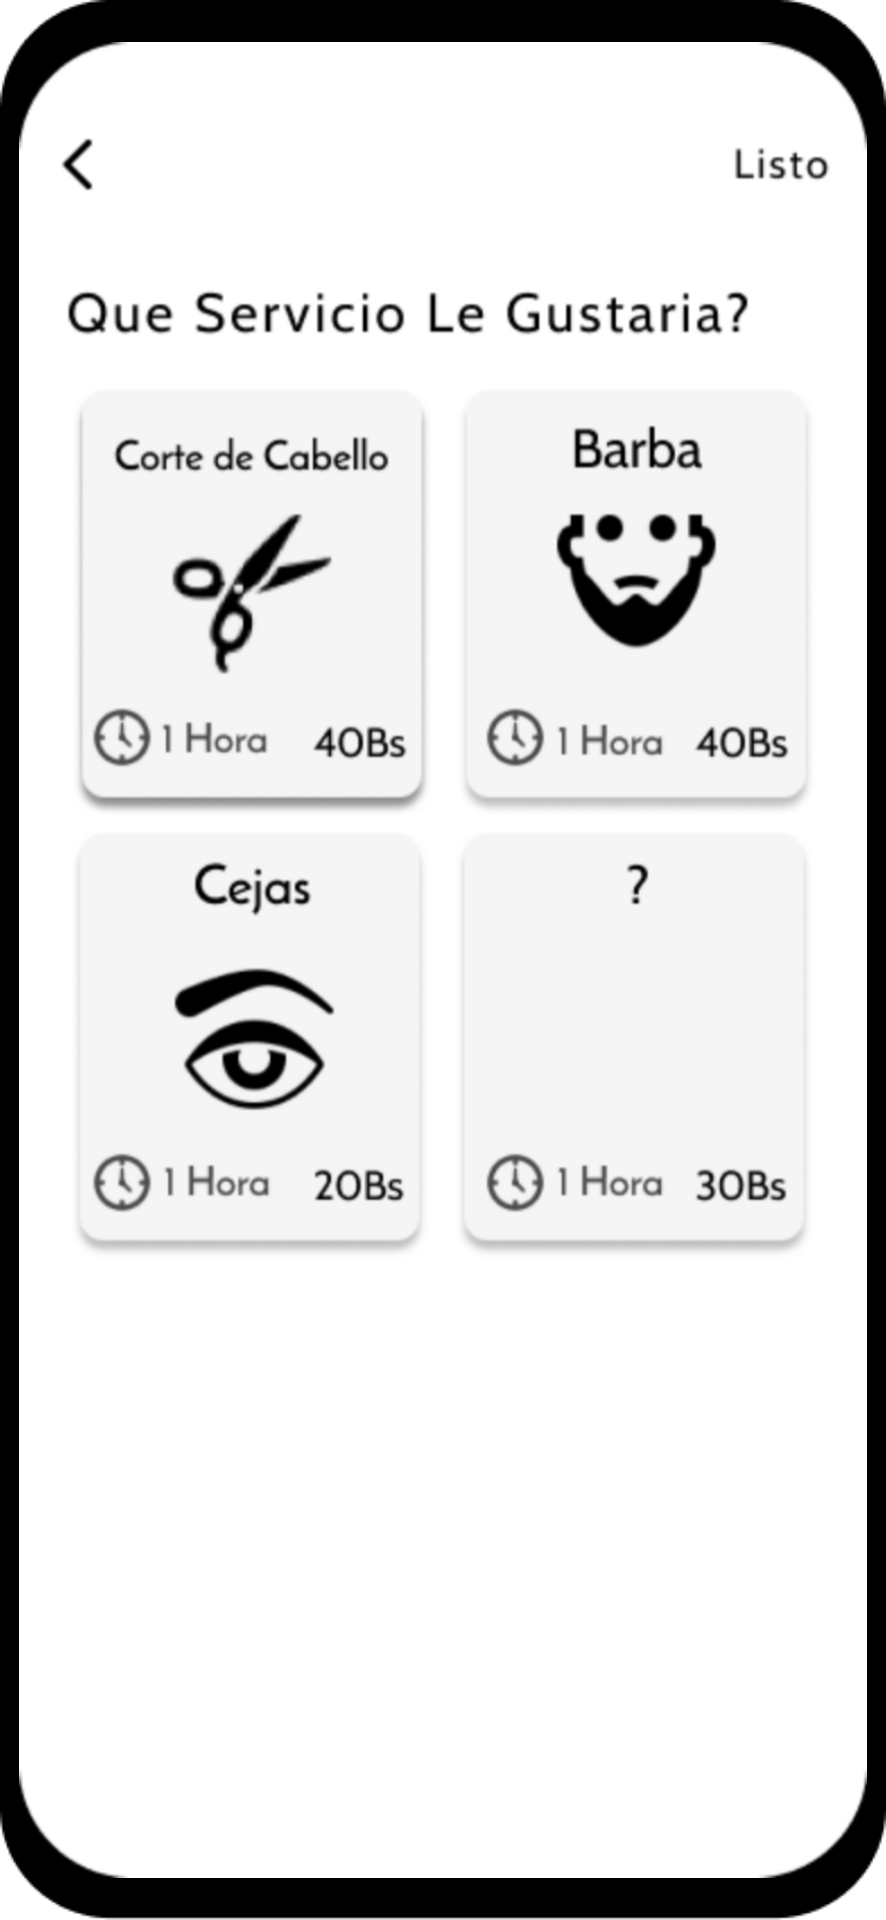 Listo
Que Servicio Le Gustaria?
Corte de Cabello
1 Hora 40Bs
Barba
1 Hora 40Bs
Cejas
1 Hora 20Bs
?
1 Hora 30Bs